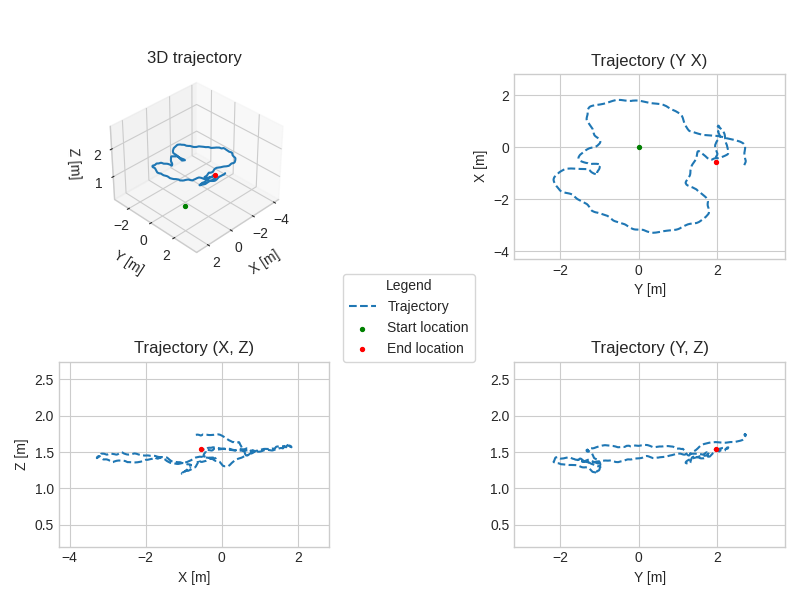 3D trajectory
Z [m]
2
1
−2
0
2
Y [m]
2
0
−2
−4
X [m]
Trajectory (Y X)
X [m]
2
0
−2
−4
−2 0 2
Y [m]
Legend
Trajectory
Start location
End location
Trajectory (X, Z)
Z [m]
2.5
2.0
1.5
1.0
0.5
−4 −2 0 2
X [m]
Trajectory (Y, Z)
2.5
2.0
1.5
1.0
0.5
−2 0 2
Y [m]